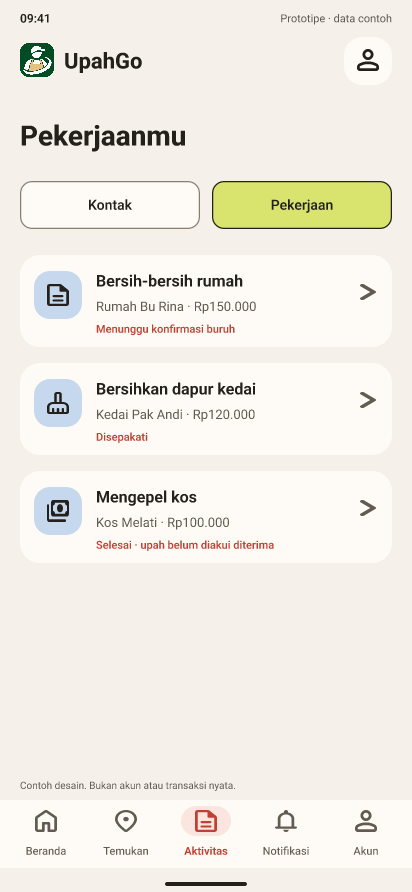 09:41
Prototipe · data contoh
UpahGo
Pekerjaanmu
Kontak
Pekerjaan
Bersih-bersih rumah
Rumah Bu Rina · Rp150.000
Menunggu konfirmasi buruh
Bersihkan dapur kedai
Kedai Pak Andi · Rp120.000
Disepakati
Mengepel kos
Kos Melati · Rp100.000
Selesai · upah belum diakui diterima
Contoh desain. Bukan akun atau transaksi nyata.
Beranda
Temukan
Aktivitas
Notifikasi
Akun